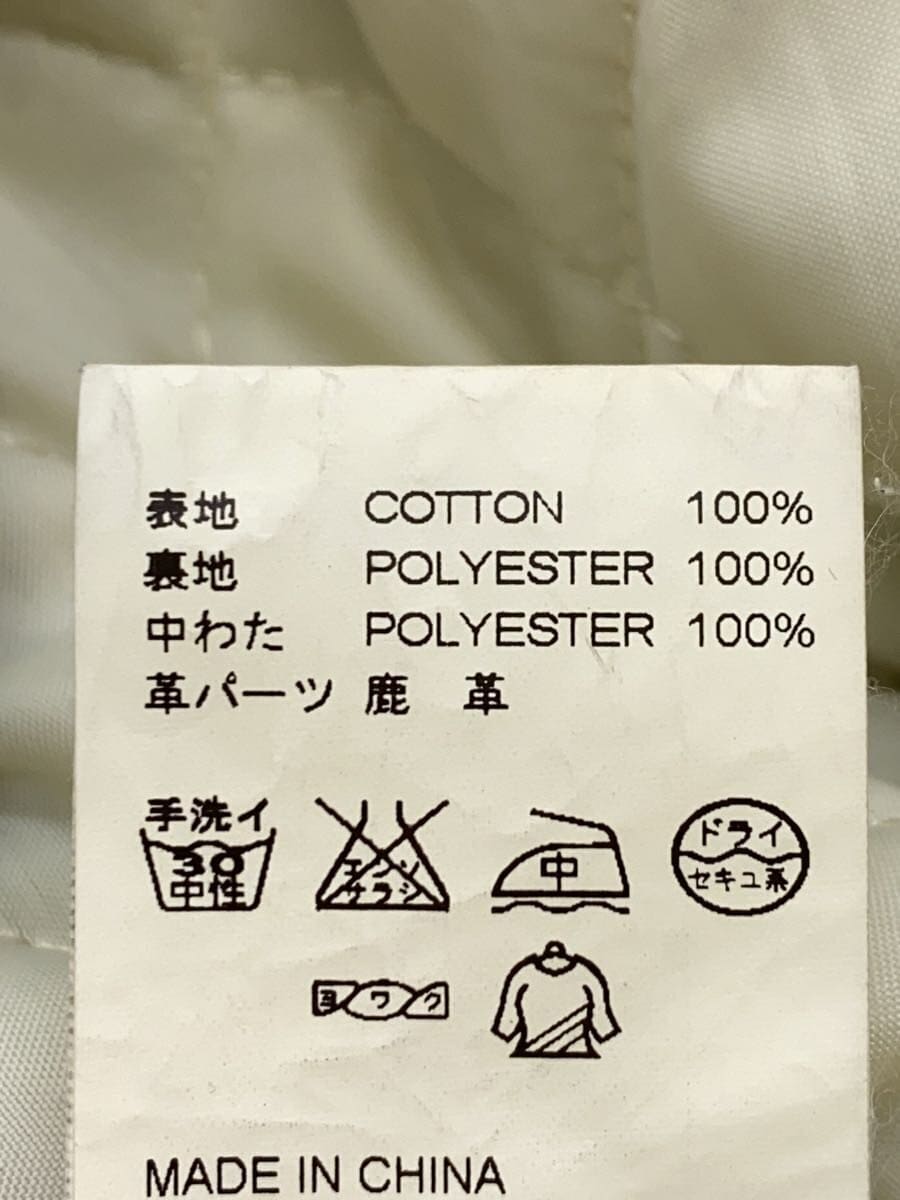 表地 COTTON 100%
裏地 POLYESTER 100%
中わた POLYESTER 100%
革パーツ 鹿 革
手洗イ
30
中性
エンソ
サラシ
中
ドライ
セキユ系
ヨワク
MADE IN CHINA